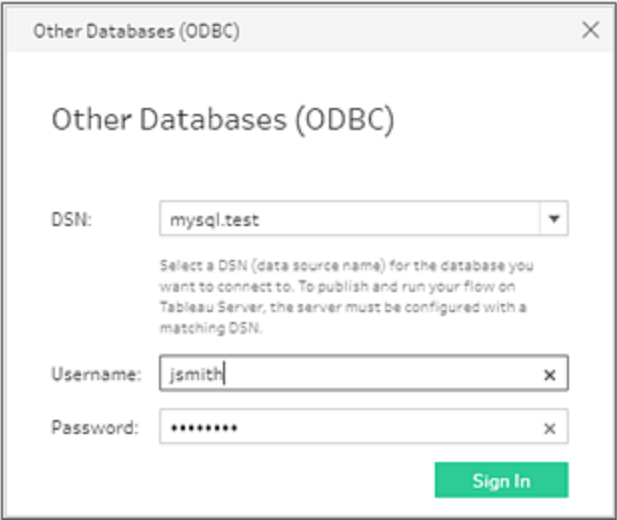 Other Databases (ODBC)
Other Databases (ODBC)
DSN: mysql.test
Select a DSN (data source name) for the database you
want to connect to. To publish and run your flow on
Tableau Server, the server must be configured with a
matching DSN.
Username: jsmith
Password: ••••••••
Sign In